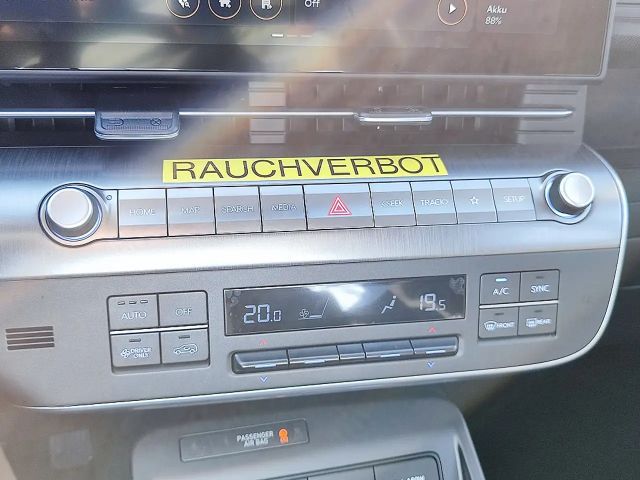 Off
Akku
88%
RAUCHVERBOT
HOME MAP SEARCH MEDIA SEEK TRACK SETUP
20.0 19.5
AUTO OFF A/C SYNC
DRIVER ONLY FRONT REAR
PASSENGER
AIR BAG